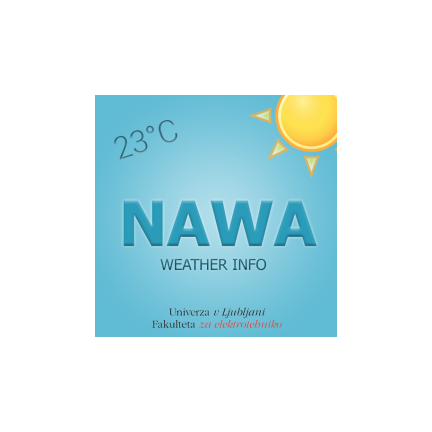 23°C
NAWA
WEATHER INFO
Univerza v Ljubljani
Fakulteta za elektrotehniko